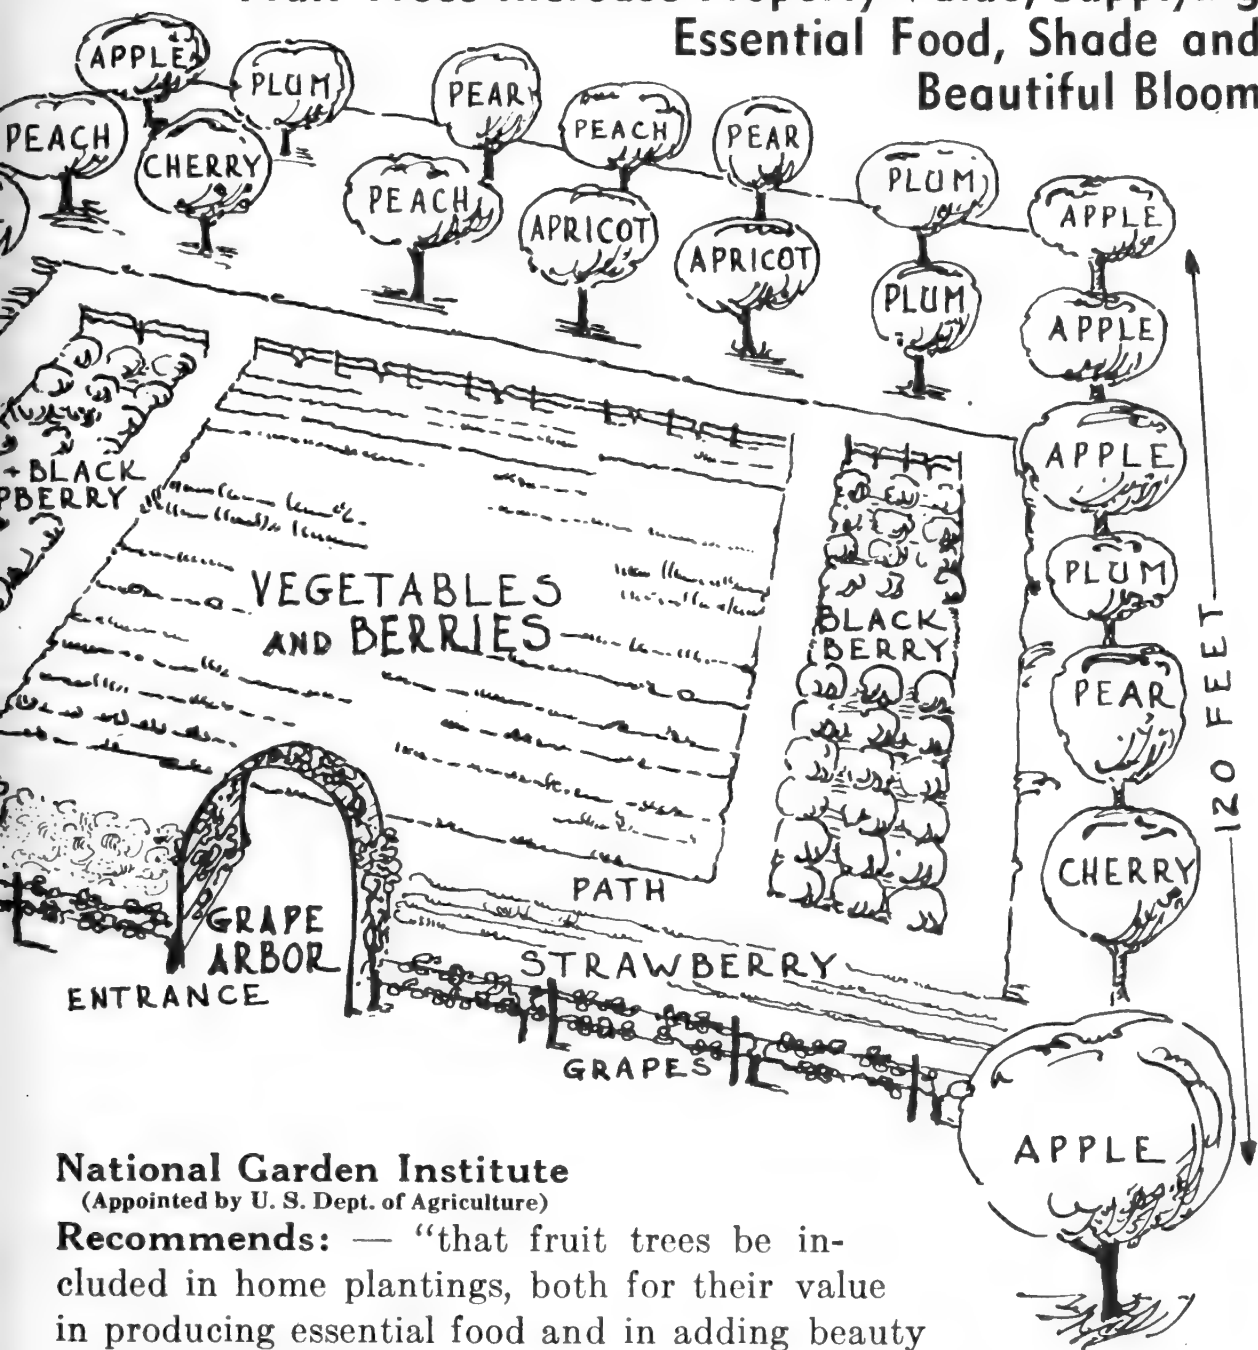 Essential Food, Shade and
Beautiful Bloom
APPLE
PLUM
PEAR
PEACH
PEACH
PEAR
CHERRY
PLUM
PEACH
APRICOT
APPLE
APRICOT
PLUM
APPLE
APPLE
+ BLACK
PBERRY
PLUM
VEGETABLES
AND BERRIES
BLACK
BERRY
PEAR
120 FEET
CHERRY
PATH
GRAPE
ARBOR
STRAWBERRY
ENTRANCE
GRAPES
APPLE
National Garden Institute
(Appointed by U. S. Dept. of Agriculture)
Recommends: — “that fruit trees be in-
cluded in home plantings, both for their value
in producing essential food and in adding beauty